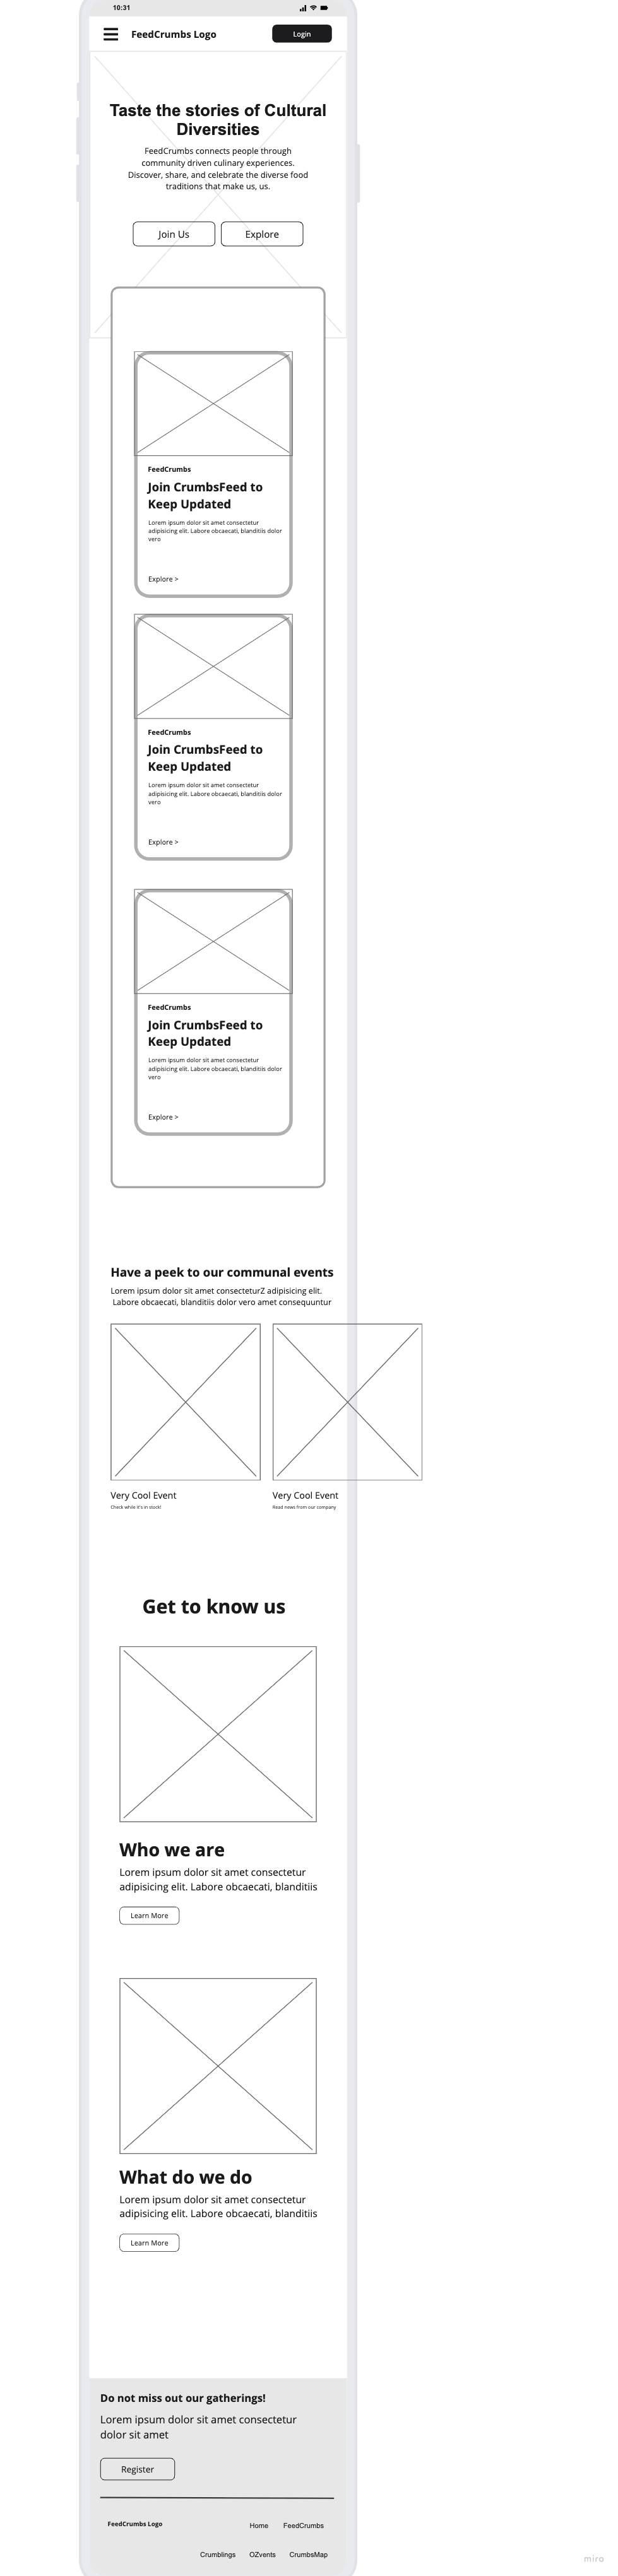 10:31
FeedCrumbs Logo
Login
Taste the stories of Cultural
Diversities
FeedCrumbs connects people through
community driven culinary experiences.
Discover, share, and celebrate the diverse food
traditions that make us, us.
Join Us
Explore
FeedCrumbs
Join CrumbsFeed to
Keep Updated
Lorem ipsum dolor sit amet consectetur
adipisicing elit. Labore obcaecati, blanditiis dolor
vero
Explore >
FeedCrumbs
Join CrumbsFeed to
Keep Updated
Lorem ipsum dolor sit amet consectetur
adipisicing elit. Labore obcaecati, blanditiis dolor
vero
Explore >
FeedCrumbs
Join CrumbsFeed to
Keep Updated
Lorem ipsum dolor sit amet consectetur
adipisicing elit. Labore obcaecati, blanditiis dolor
vero
Explore >
Have a peek to our communal events
Lorem ipsum dolor sit amet consecteturZ adipisicing elit.
Labore obcaecati, blanditiis dolor vero amet consequuntur
Very Cool Event
Check while it's in stock!
Very Cool Event
Read news from our company
Get to know us
Who we are
Lorem ipsum dolor sit amet consectetur
adipisicing elit. Labore obcaecati, blanditiis
Learn More
What do we do
Lorem ipsum dolor sit amet consectetur
adipisicing elit. Labore obcaecati, blanditiis
Learn More
Do not miss out our gatherings!
Lorem ipsum dolor sit amet consectetur
dolor sit amet
Register
FeedCrumbs Logo
Home
FeedCrumbs
Crumblings
OZvents
CrumbsMap
miro